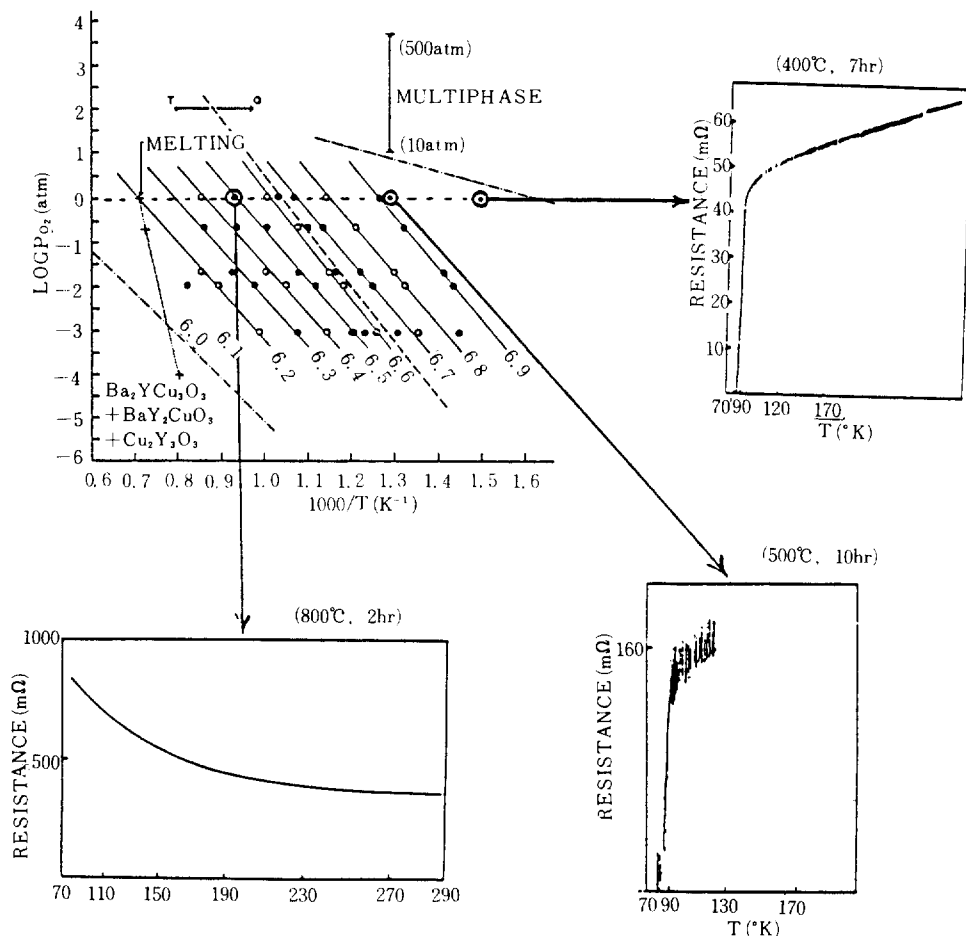 4
3
2
1
0
−1
−2
−3
−4
−5
−6
LOGPo₂ (atm)
(500atm)
MULTIPHASE
(10atm)
T O
MELTING
6.0
6.1
6.2
6.3
6.4
6.5
6.6
6.7
6.8
6.9
Ba₂YCu₃O₃
+BaY₂CuO₃
+Cu₂Y₃O₃
0.6 0.7 0.8 0.9 1.0 1.1 1.2 1.3 1.4 1.5 1.6
1000/T (K⁻¹)
(400℃, 7hr)
RESISTANCE (mΩ)
60
50
40
30
20
10
70 90 120 170
T (°K)
(800℃, 2hr)
RESISTANCE (mΩ)
1000
500
70 110 150 190 230 270 290
(500℃, 10hr)
RESISTANCE (mΩ)
160
70 90 130 170
T (°K)